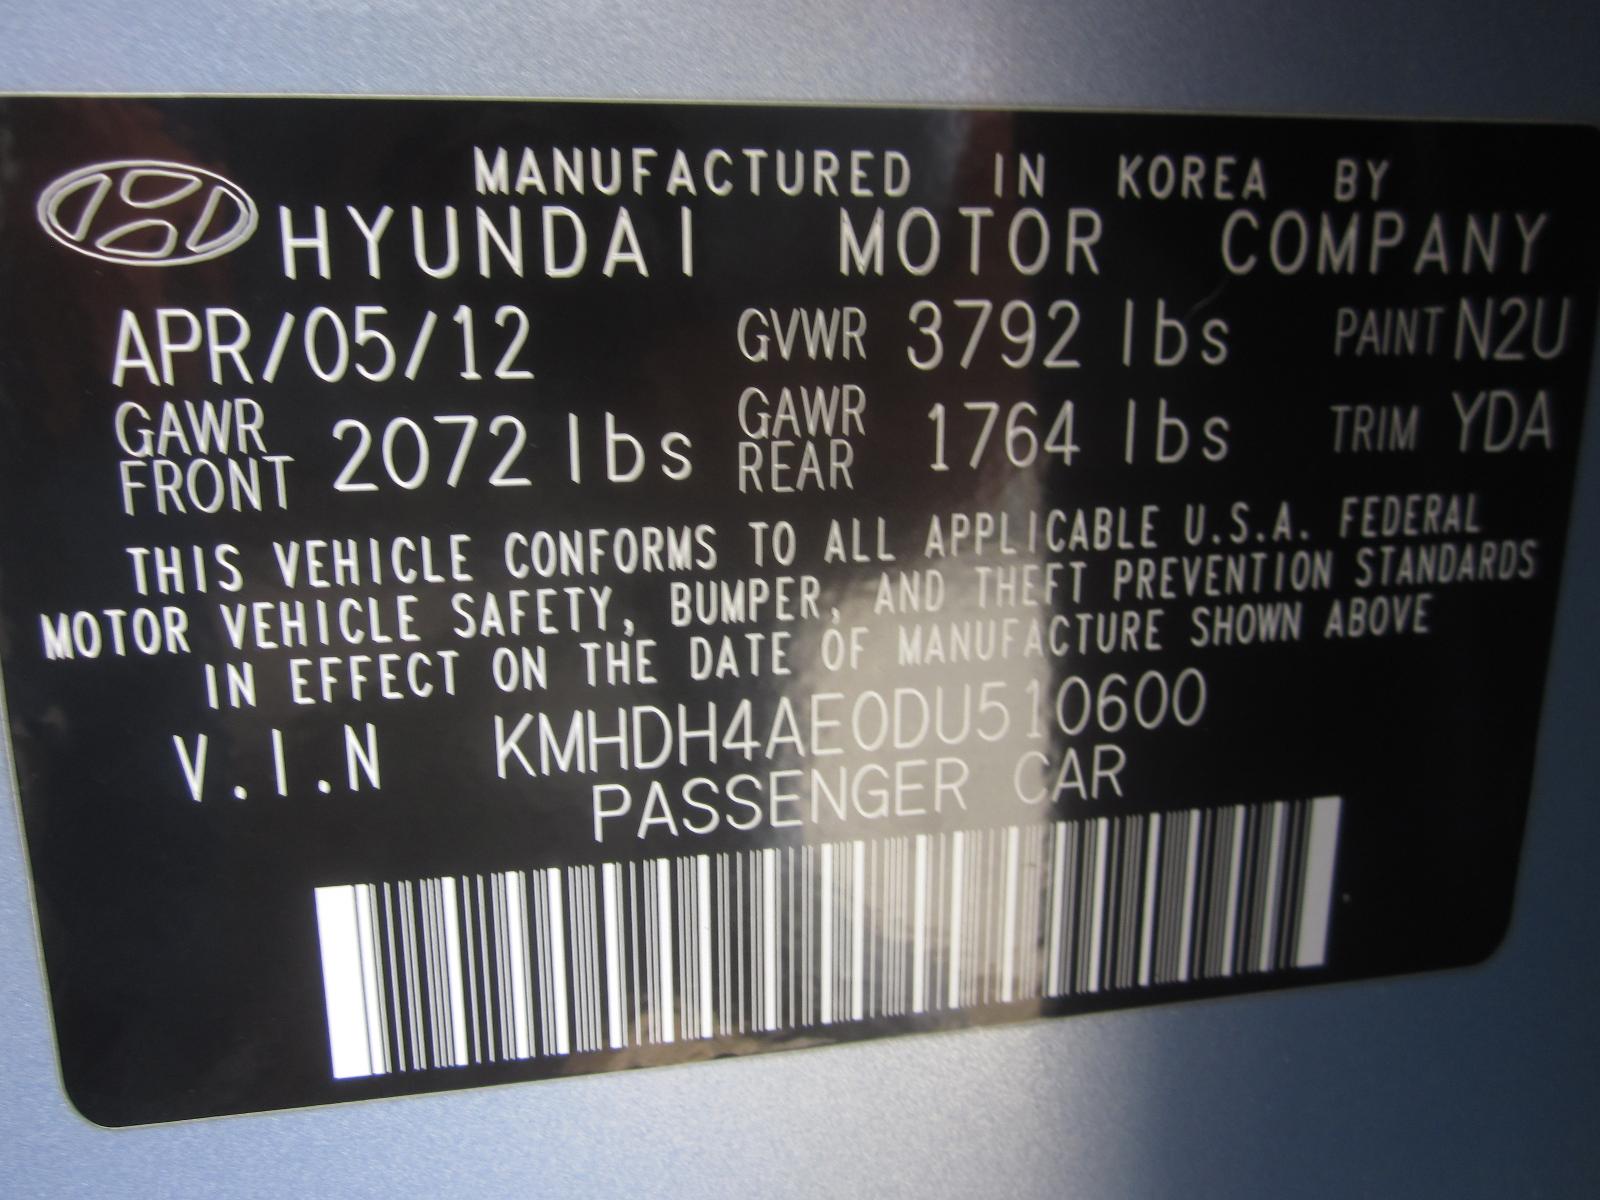 MANUFACTURED IN KOREA BY
HYUNDAI MOTOR COMPANY
APR/05/12 GVWR 3792 lbs PAINT N2U
GAWR FRONT 2072 lbs GAWR REAR 1764 lbs TRIM YDA
THIS VEHICLE CONFORMS TO ALL APPLICABLE U.S.A. FEDERAL
MOTOR VEHICLE SAFETY, BUMPER, AND THEFT PREVENTION STANDARDS
IN EFFECT ON THE DATE OF MANUFACTURE SHOWN ABOVE
V.I.N KMHDH4AE0DU510600
PASSENGER CAR